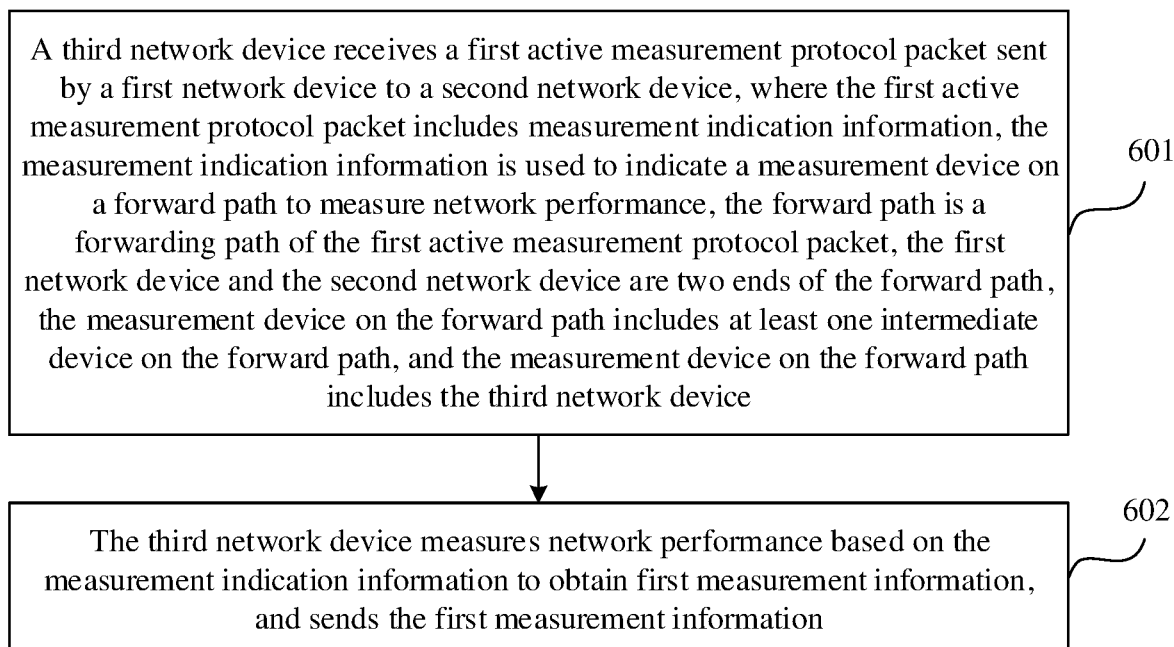 A third network device receives a first active measurement protocol packet sent
by a first network device to a second network device, where the first active
measurement protocol packet includes measurement indication information, the
measurement indication information is used to indicate a measurement device on
a forward path to measure network performance, the forward path is a
forwarding path of the first active measurement protocol packet, the first
network device and the second network device are two ends of the forward path,
the measurement device on the forward path includes at least one intermediate
device on the forward path, and the measurement device on the forward path
includes the third network device
601
The third network device measures network performance based on the
measurement indication information to obtain first measurement information,
and sends the first measurement information
602